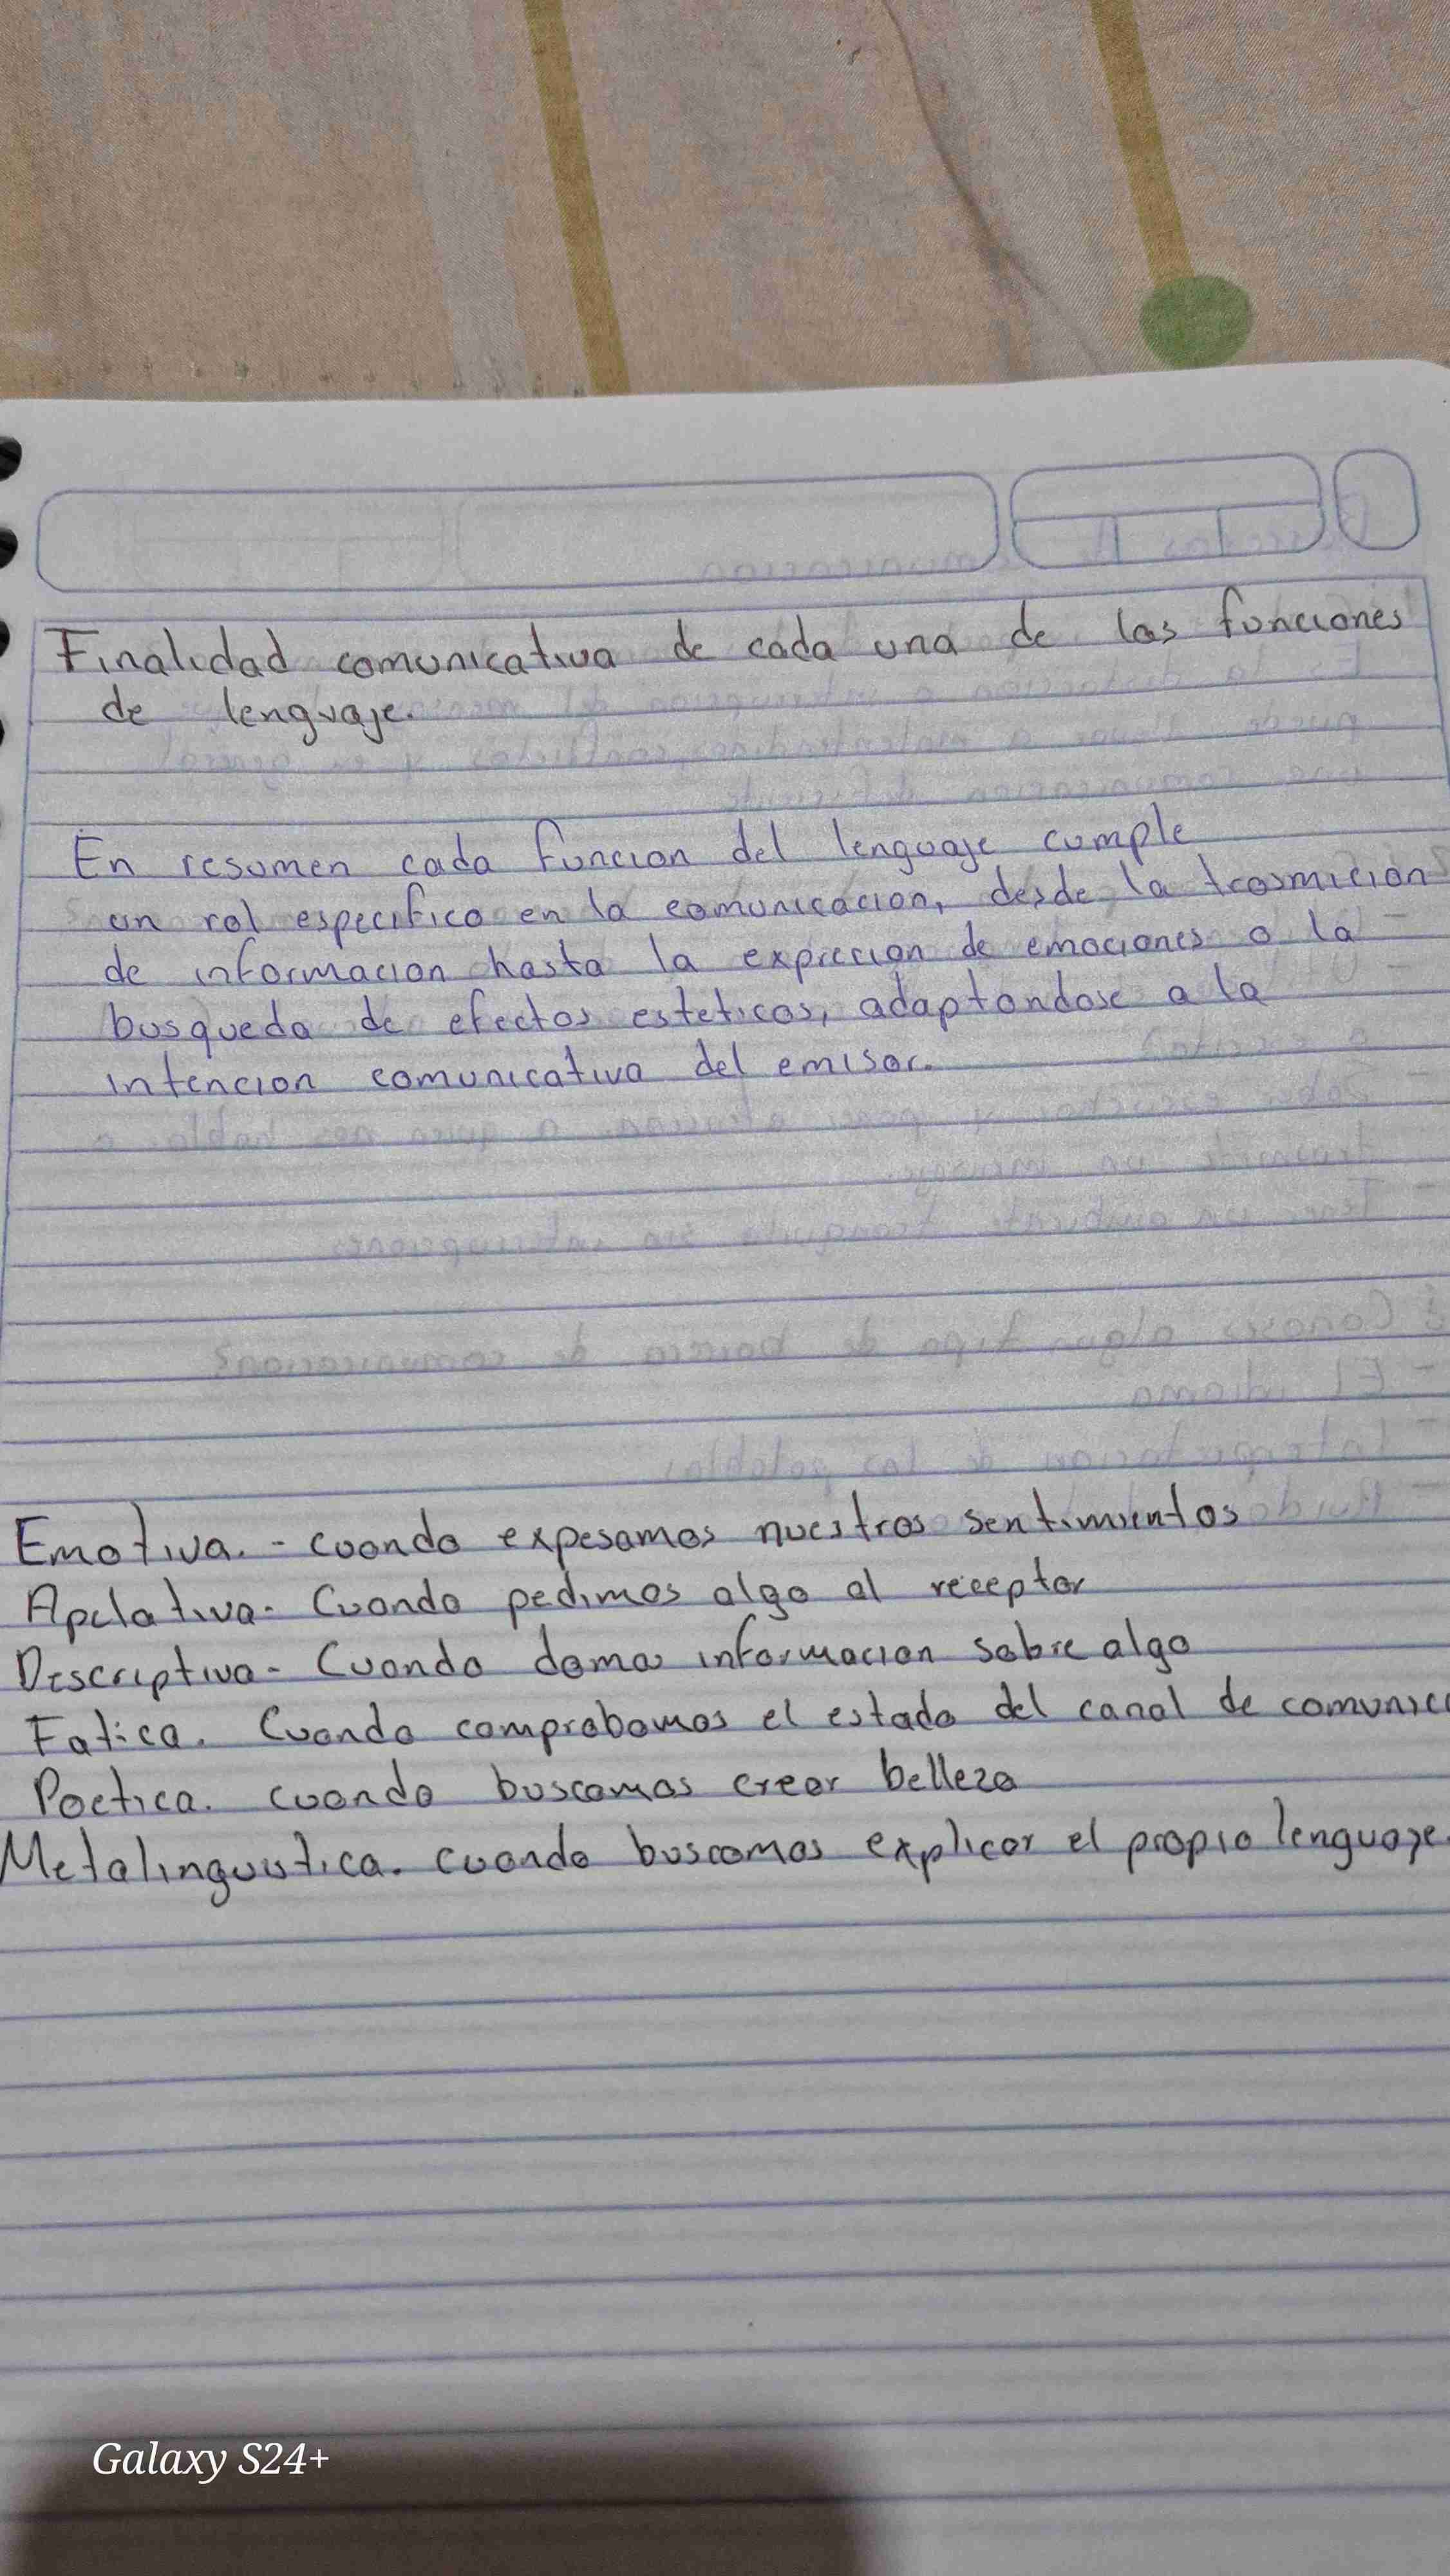 Finalidad comunicativa de cada una de las funciones
de lenguaje.
En resumen cada funcion del lenguaje cumple
un rol especifico en la comunicacion, desde la trasmicion
de informacion hasta la exprecion de emociones o la
busqueda de efectos esteticos, adaptandose a la
intencion comunicativa del emisor.
Emotiva. - cuando expesamos nuestros sentimientos
Apelativa. Cuando pedimos algo al receptor
Descriptiva - Cuando damos informacion sobre algo
Fatica. Cuando comprobamos el estado del canal de comunic
Poetica. cuando buscamos crear belleza
Metalinguistica. cuando buscamos explicar el propio lenguaje.
Galaxy S24+